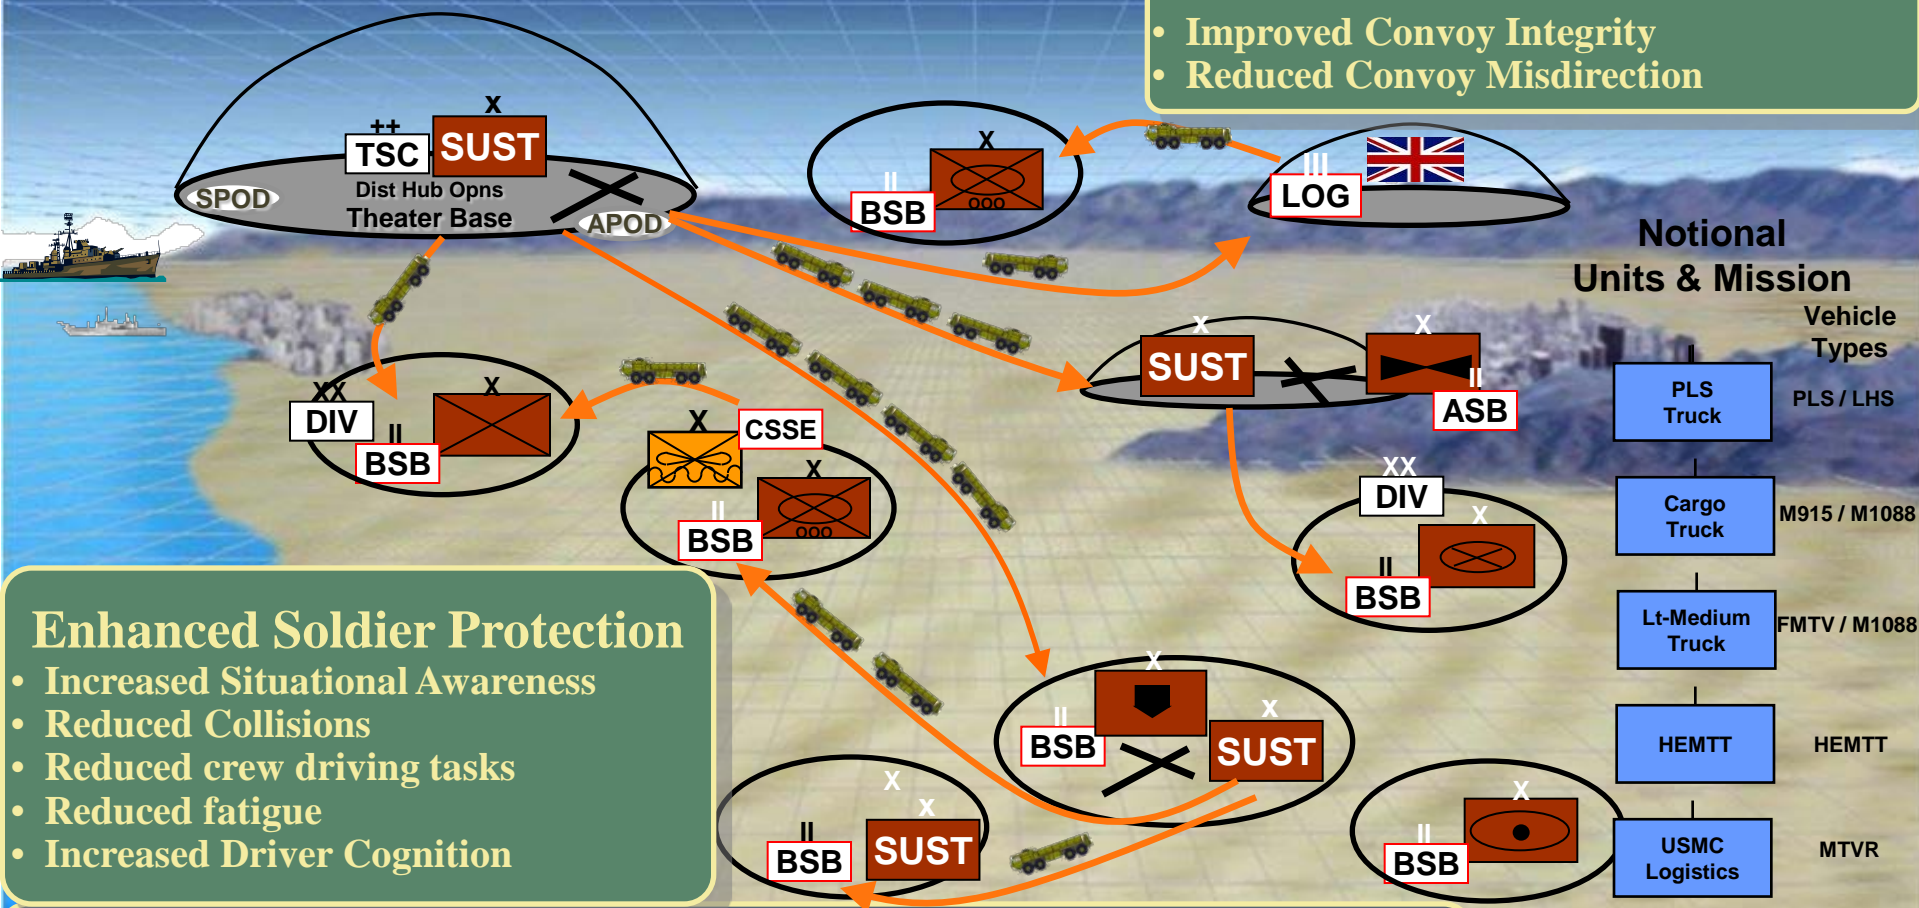 • Improved Convoy Integrity
• Reduced Convoy Misdirection
X
++
TSC
SUST
Dist Hub Opns
Theater Base
SPOD
APOD
X
II
BSB
OOO
III
LOG
Notional
Units & Mission
Vehicle
Types
X
SUST
X
II
ASB
XX
DIV
II
BSB
X
X
CSSE
II
BSB
X
OOO
XX
DIV
X
II
BSB
X
II
BSB
X
SUST
X
X
II
BSB
SUST
X
II
BSB
PLS
Truck
PLS / LHS
Cargo
Truck
M915 / M1088
Lt-Medium
Truck
FMTV / M1088
HEMTT
HEMTT
USMC
Logistics
MTVR
Enhanced Soldier Protection
• Increased Situational Awareness
• Reduced Collisions
• Reduced crew driving tasks
• Reduced fatigue
• Increased Driver Cognition